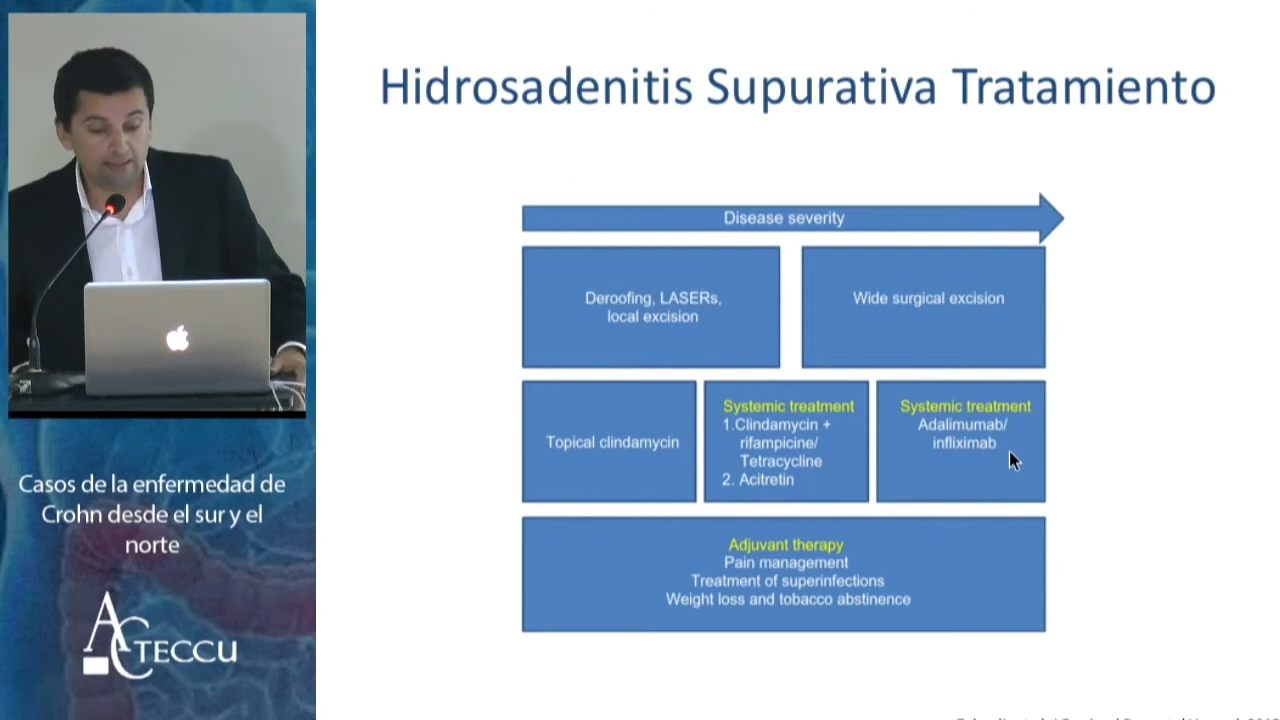 Hidrosadenitis Supurativa Tratamiento
Disease severity
Deroofing, LASERs,
local excision
Wide surgical excision
Topical clindamycin
Systemic treatment
1.Clindamycin +
rifampicine/
Tetracycline
2. Acitretin
Systemic treatment
Adalimumab/
infliximab
Adjuvant therapy
Pain management
Treatment of superinfections
Weight loss and tobacco abstinence
Casos de la enfermedad de
Crohn desde el sur y el
norte
ACTECCU